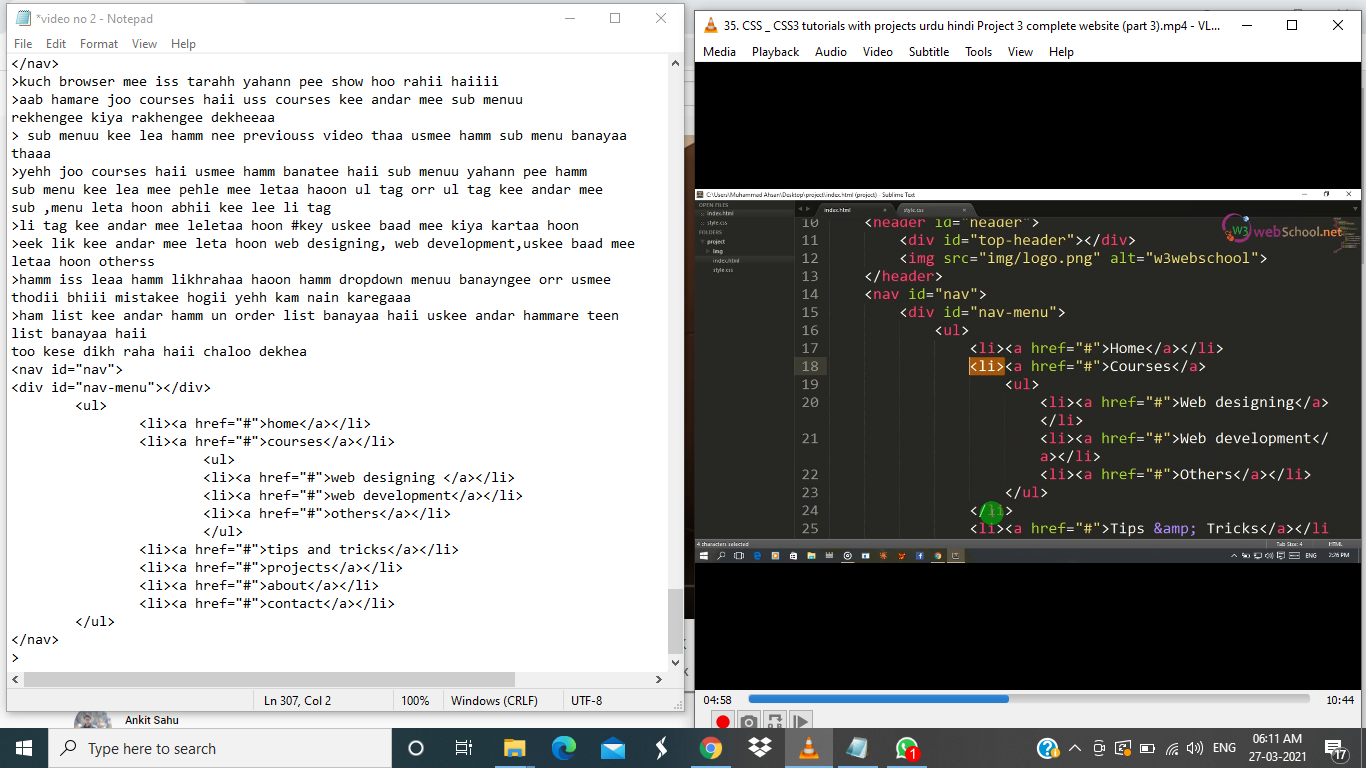 *video no 2 - Notepad
File Edit Format View Help
</nav>
>kuch browser mee iss tarahh yahann pee show hoo rahii haiiii
>aab hamare joo courses haii uss courses kee andar mee sub menuu
rekhengee kiya rakhengee dekheeaa
> sub menuu kee lea hamm nee previouss video thaa usmee hamm sub menu banayaa
thaaa
>yehh joo courses haii usmee hamm banatee haii sub menuu yahann pee hamm
sub menu kee lea mee pehle mee letaa haoon ul tag orr ul tag kee andar mee
sub ,menu leta hoon abhii kee lee li tag
>li tag kee andar mee leletaa hoon #key uskee baad mee kiya kartaa hoon
>eek lik kee andar mee leta hoon web designing, web development,uskee baad mee
letaa hoon otherss
>hamm iss leaa hamm likhrahaa haoon hamm dropdown menuu banayngee orr usmee
thodii bhiii mistakee hogii yehh kam nain karegaaa
>ham list kee andar hamm un order list banayaa haii uskee andar hammare teen
list banayaa haii
too kese dikh raha haii chaloo dekhea
<nav id="nav">
<div id="nav-menu"></div>
<ul>
<li><a href="#">home</a></li>
<li><a href="#">courses</a></li>
<ul>
<li><a href="#">web designing </a></li>
<li><a href="#">web development</a></li>
<li><a href="#">others</a></li>
</ul>
<li><a href="#">tips and tricks</a></li>
<li><a href="#">projects</a></li>
<li><a href="#">about</a></li>
<li><a href="#">contact</a></li>
</ul>
</nav>
>
Ln 307, Col 2 100% Windows (CRLF) UTF-8
Ankit Sahu
35. CSS _ CSS3 tutorials with projects urdu hindi Project 3 complete website (part 3).mp4 - VL...
Media Playback Audio Video Subtitle Tools View Help
C:\Users\Muhammad Ahsan\Desktop\project\index.html (project) - Sublime Text
OPEN FILES
index.html
style.css
FOLDERS
project
img
index.html
style.css
index.html style.css
W3 webSchool.net
10 <header id="header">
11 <div id="top-header"></div>
12 <img src="img/logo.png" alt="w3webschool">
13 </header>
14 <nav id="nav">
15 <div id="nav-menu">
16 <ul>
17 <li><a href="#">Home</a></li>
18 <li><a href="#">Courses</a>
19 <ul>
20 <li><a href="#">Web designing</a>
</li>
21 <li><a href="#">Web development</
a></li>
22 <li><a href="#">Others</a></li>
23 </ul>
24 </li>
25 <li><a href="#">Tips &amp; Tricks</a></li
4 characters selected Tab Size: 4 HTML
ENG 2:26 PM
04:58 10:44
Type here to search
1
ENG 06:11 AM
27-03-2021
17